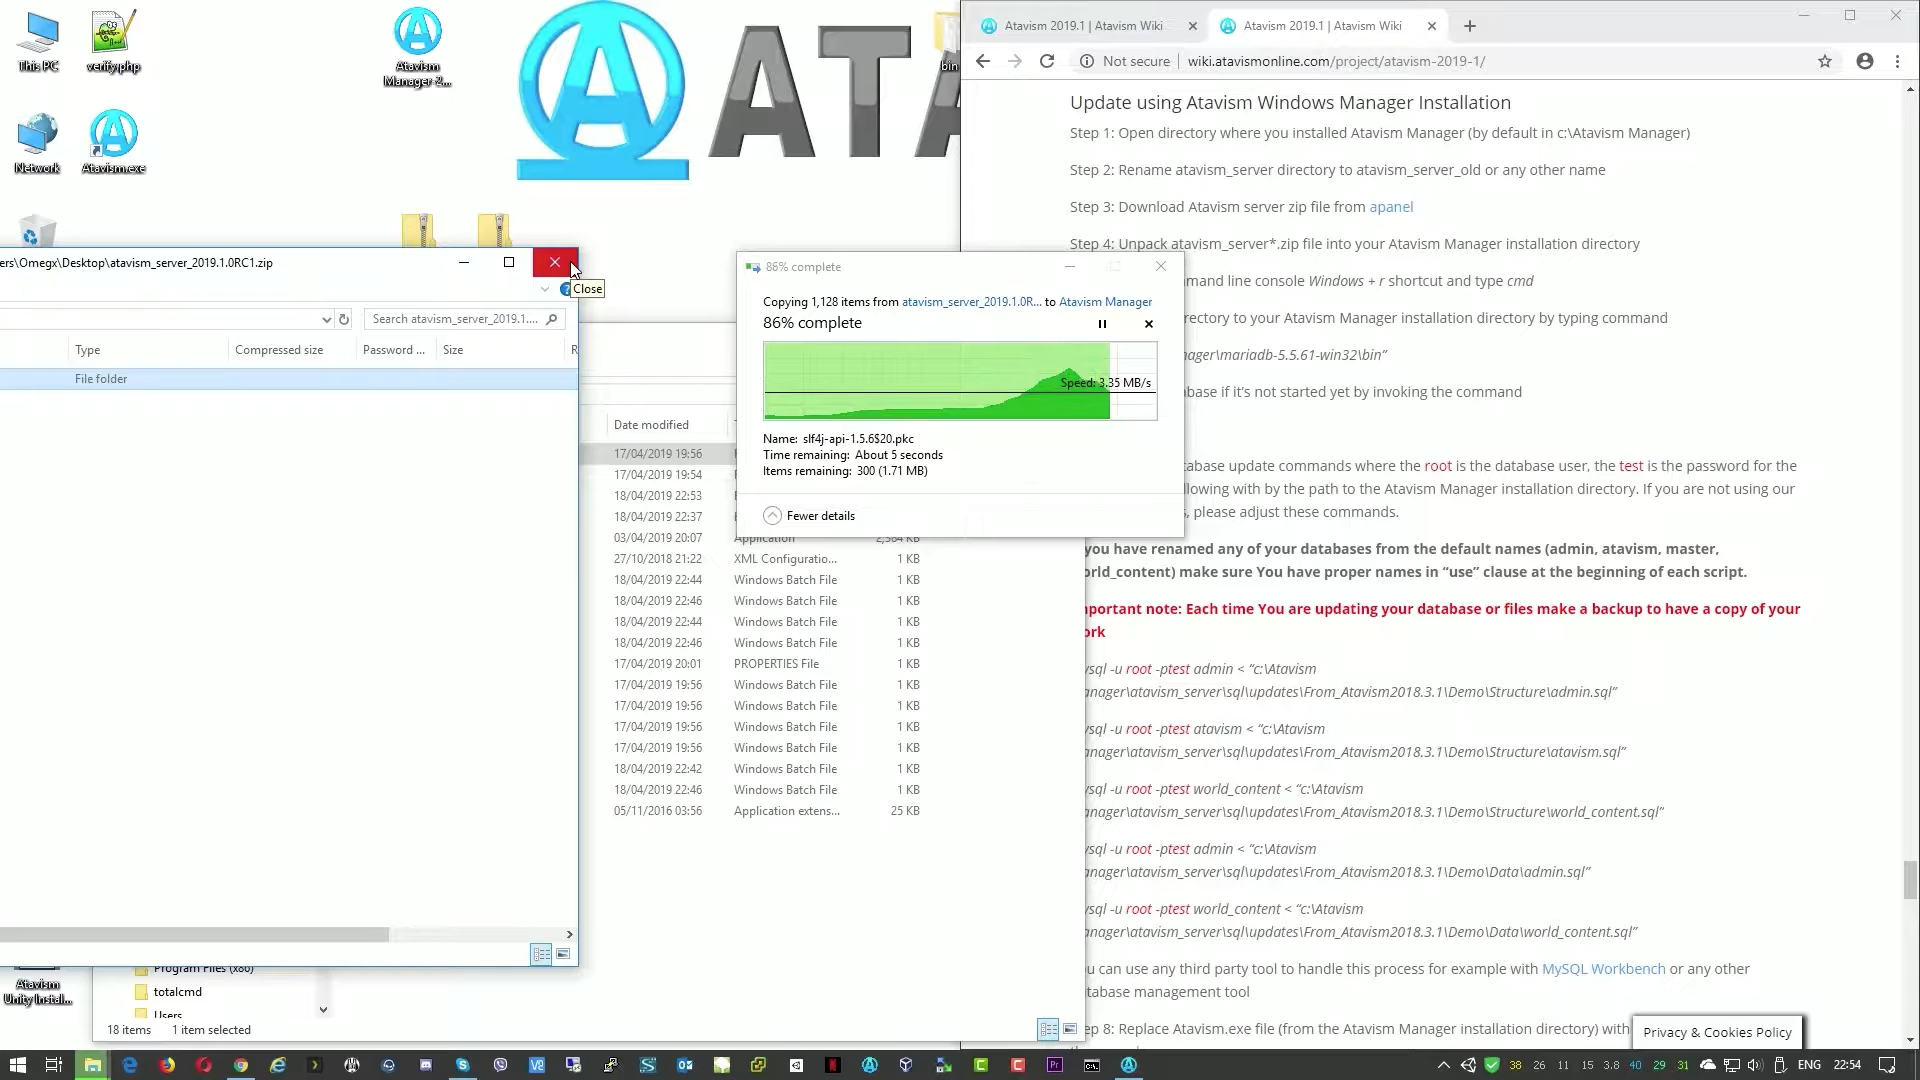 This PC
verify.php
Atavism
Manager-2...
Network
Atavism.exe
bin
ATA
ers\Omegx\Desktop\atavism_server_2019.1.0RC1.zip
Close
Search atavism_server_2019.1....
Type
Compressed size
Password ...
Size
R
File folder
Date modified
17/04/2019 19:56
17/04/2019 19:54
18/04/2019 22:53
18/04/2019 22:37
03/04/2019 20:07 Application 2,584 KB
27/10/2018 21:22 XML Configuratio... 1 KB
18/04/2019 22:44 Windows Batch File 1 KB
18/04/2019 22:46 Windows Batch File 1 KB
18/04/2019 22:44 Windows Batch File 1 KB
18/04/2019 22:46 Windows Batch File 1 KB
17/04/2019 20:01 PROPERTIES File 1 KB
17/04/2019 19:56 Windows Batch File 1 KB
17/04/2019 19:56 Windows Batch File 1 KB
17/04/2019 19:56 Windows Batch File 1 KB
17/04/2019 19:56 Windows Batch File 1 KB
18/04/2019 22:42 Windows Batch File 1 KB
18/04/2019 22:46 Windows Batch File 1 KB
05/11/2016 03:56 Application extens... 25 KB
Program Files (x86)
totalcmd
Users
18 items 1 item selected
Atavism
Unity Instal...
86% complete
Copying 1,128 items from atavism_server_2019.1.0R... to Atavism Manager
86% complete
Speed: 3.35 MB/s
Name: slf4j-api-1.5.6$20.pkc
Time remaining: About 5 seconds
Items remaining: 300 (1.71 MB)
Fewer details
Atavism 2019.1 | Atavism Wiki
Atavism 2019.1 | Atavism Wiki
Not secure | wiki.atavismonline.com/project/atavism-2019-1/
Update using Atavism Windows Manager Installation
Step 1: Open directory where you installed Atavism Manager (by default in c:\Atavism Manager)
Step 2: Rename atavism_server directory to atavism_server_old or any other name
Step 3: Download Atavism server zip file from apanel
Step 4: Unpack atavism_server*.zip file into your Atavism Manager installation directory
mand line console Windows + r shortcut and type cmd
rectory to your Atavism Manager installation directory by typing command
nager\mariadb-5.5.61-win32\bin”
abase if it’s not started yet by invoking the command
tabase update commands where the root is the database user, the test is the password for the
llowing with by the path to the Atavism Manager installation directory. If you are not using our
s, please adjust these commands.
you have renamed any of your databases from the default names (admin, atavism, master,
orld_content) make sure You have proper names in “use” clause at the beginning of each script.
mportant note: Each time You are updating your database or files make a backup to have a copy of your
ork
ysql -u root -ptest admin < “c:\Atavism
anager\atavism_server\sql\updates\From_Atavism2018.3.1\Demo\Structure\admin.sql”
ysql -u root -ptest atavism < “c:\Atavism
anager\atavism_server\sql\updates\From_Atavism2018.3.1\Demo\Structure\atavism.sql”
ysql -u root -ptest world_content < “c:\Atavism
anager\atavism_server\sql\updates\From_Atavism2018.3.1\Demo\Structure\world_content.sql”
ysql -u root -ptest admin < “c:\Atavism
anager\atavism_server\sql\updates\From_Atavism2018.3.1\Demo\Data\admin.sql”
ysql -u root -ptest world_content < “c:\Atavism
anager\atavism_server\sql\updates\From_Atavism2018.3.1\Demo\Data\world_content.sql”
ou can use any third party tool to handle this process for example with MySQL Workbench or any other
atabase management tool
ep 8: Replace Atavism.exe file (from the Atavism Manager installation directory) with
Privacy & Cookies Policy
38 26 11 15 3.8 40 29 31 ENG 22:54